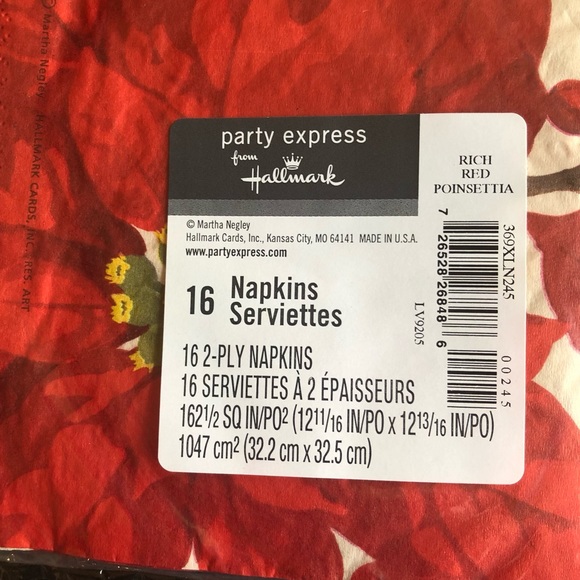 © Martha Negley HALLMARK CARDS, INC./RES. ART
party express
from
Hallmark
RICH
RED
POINSETTIA
© Martha Negley
Hallmark Cards, Inc., Kansas City, MO 64141 MADE IN U.S.A.
www.partyexpress.com
16 Napkins
Serviettes
16 2-PLY NAPKINS
16 SERVIETTES À 2 ÉPAISSEURS
162 1/2 SQ IN/PO² (12 11/16 IN/PO x 12 13/16 IN/PO)
1047 cm² (32.2 cm x 32.5 cm)
LV9205
7 26528 26848 6
369XLN245
00245